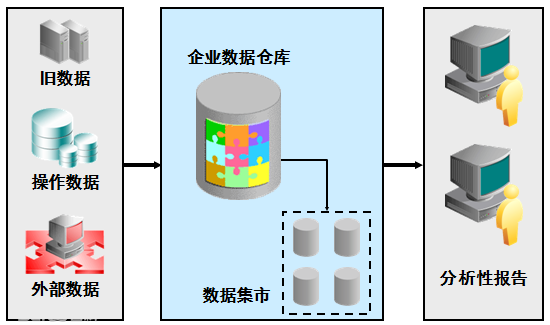 旧数据
操作数据
外部数据
企业数据仓库
数据集市
分析性报告